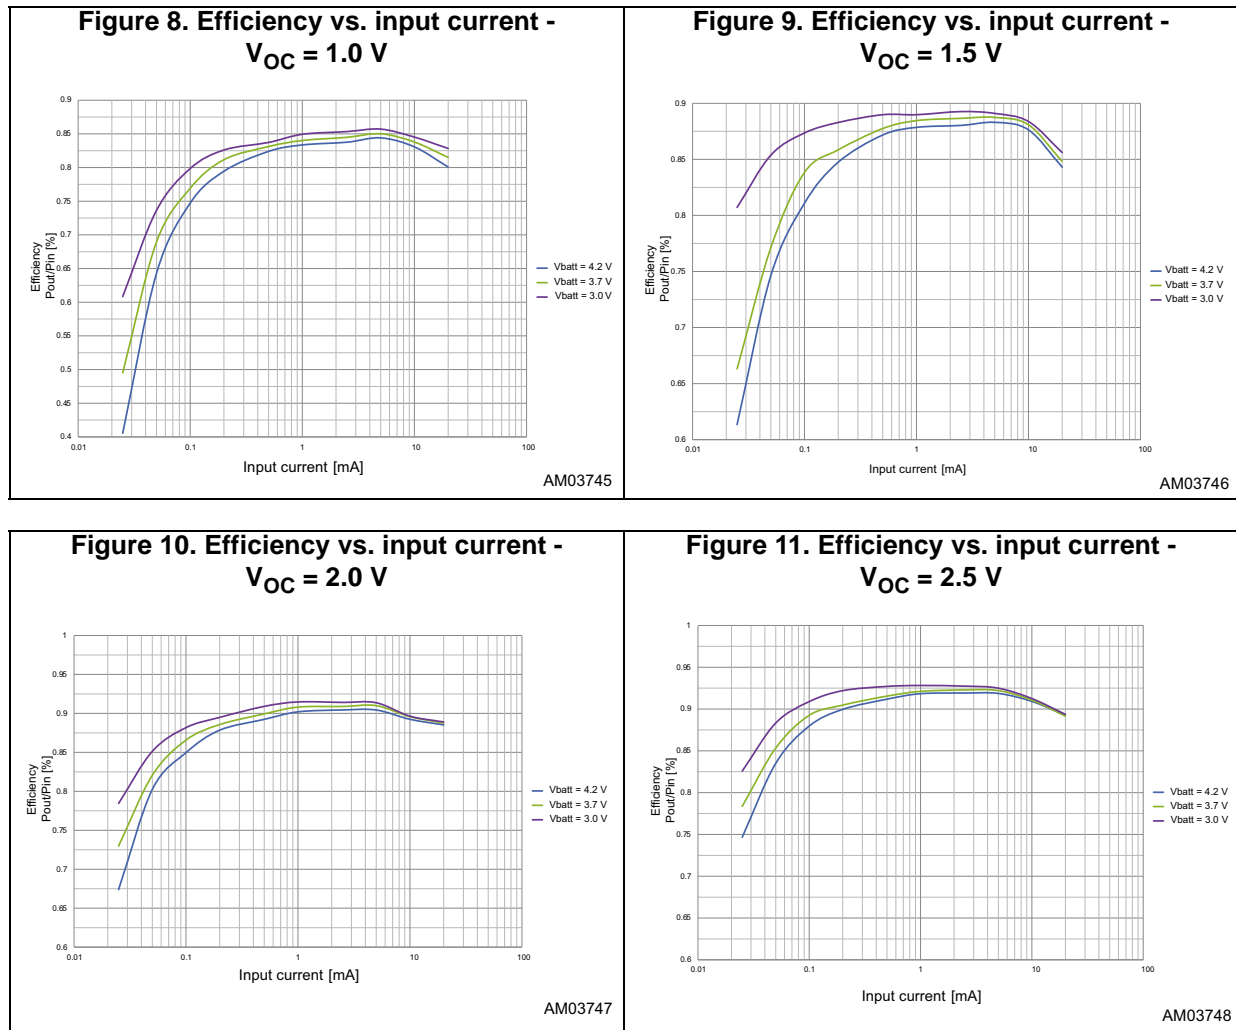 Figure 8. Efficiency vs. input current -
VOC = 1.0 V
0.9
0.85
0.8
0.75
0.7
0.65
0.6
0.55
0.5
0.45
0.4
0.01
0.1
1
10
100
Efficiency
Pout/Pin [%]
Input current [mA]
Vbatt = 4.2 V
Vbatt = 3.7 V
Vbatt = 3.0 V
AM03745
Figure 9. Efficiency vs. input current -
VOC = 1.5 V
0.9
0.85
0.8
0.75
0.7
0.65
0.6
0.01
0.1
1
10
100
Efficiency
Pout/Pin [%]
Input current [mA]
Vbatt = 4.2 V
Vbatt = 3.7 V
Vbatt = 3.0 V
AM03746
Figure 10. Efficiency vs. input current -
VOC = 2.0 V
1
0.95
0.9
0.85
0.8
0.75
0.7
0.65
0.6
0.01
0.1
1
10
100
Efficiency
Pout/Pin [%]
Input current [mA]
Vbatt = 4.2 V
Vbatt = 3.7 V
Vbatt = 3.0 V
AM03747
Figure 11. Efficiency vs. input current -
VOC = 2.5 V
1
0.95
0.9
0.85
0.8
0.75
0.7
0.65
0.6
0.01
0.1
1
10
100
Efficiency
Pout/Pin [%]
Input current [mA]
Vbatt = 4.2 V
Vbatt = 3.7 V
Vbatt = 3.0 V
AM03748